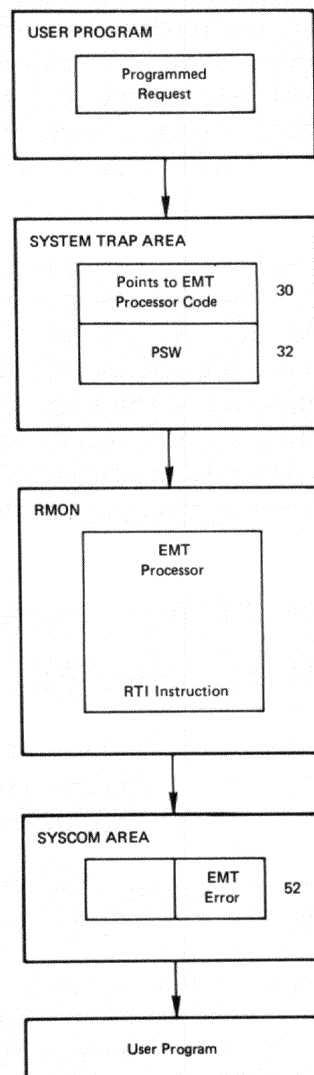 USER PROGRAM
Programmed
Request
SYSTEM TRAP AREA
Points to EMT
Processor Code
30
PSW
32
RMON
EMT
Processor
RTI Instruction
SYSCOM AREA
EMT
Error
52
User Program